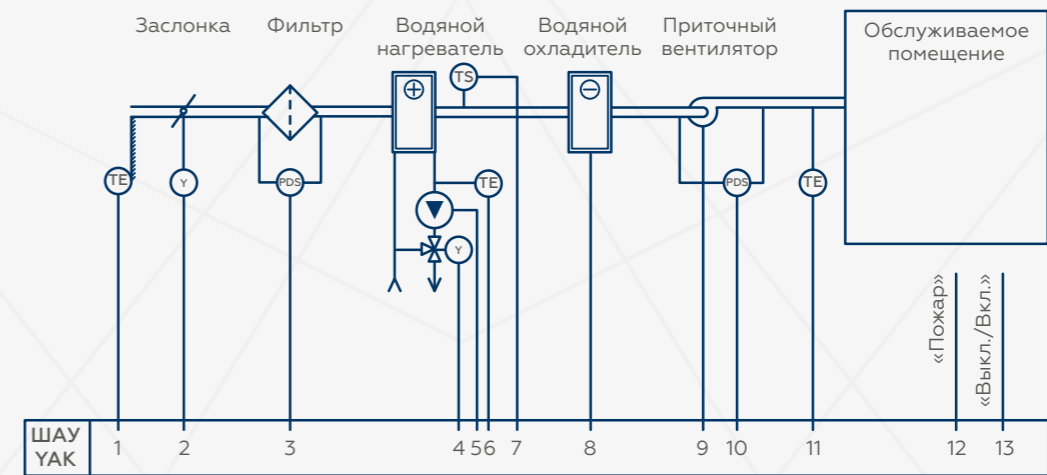 Заслонка
Фильтр
Водяной
нагреватель
Водяной
охладитель
Приточный
вентилятор
Обслуживаемое
помещение
TS
TE
Y
PDS
TE
PDS
TE
Y
«Пожар»
«Выкл./Вкл.»
ШАУ
YAK
1 2 3 4 5 6 7 8 9 10 11 12 13